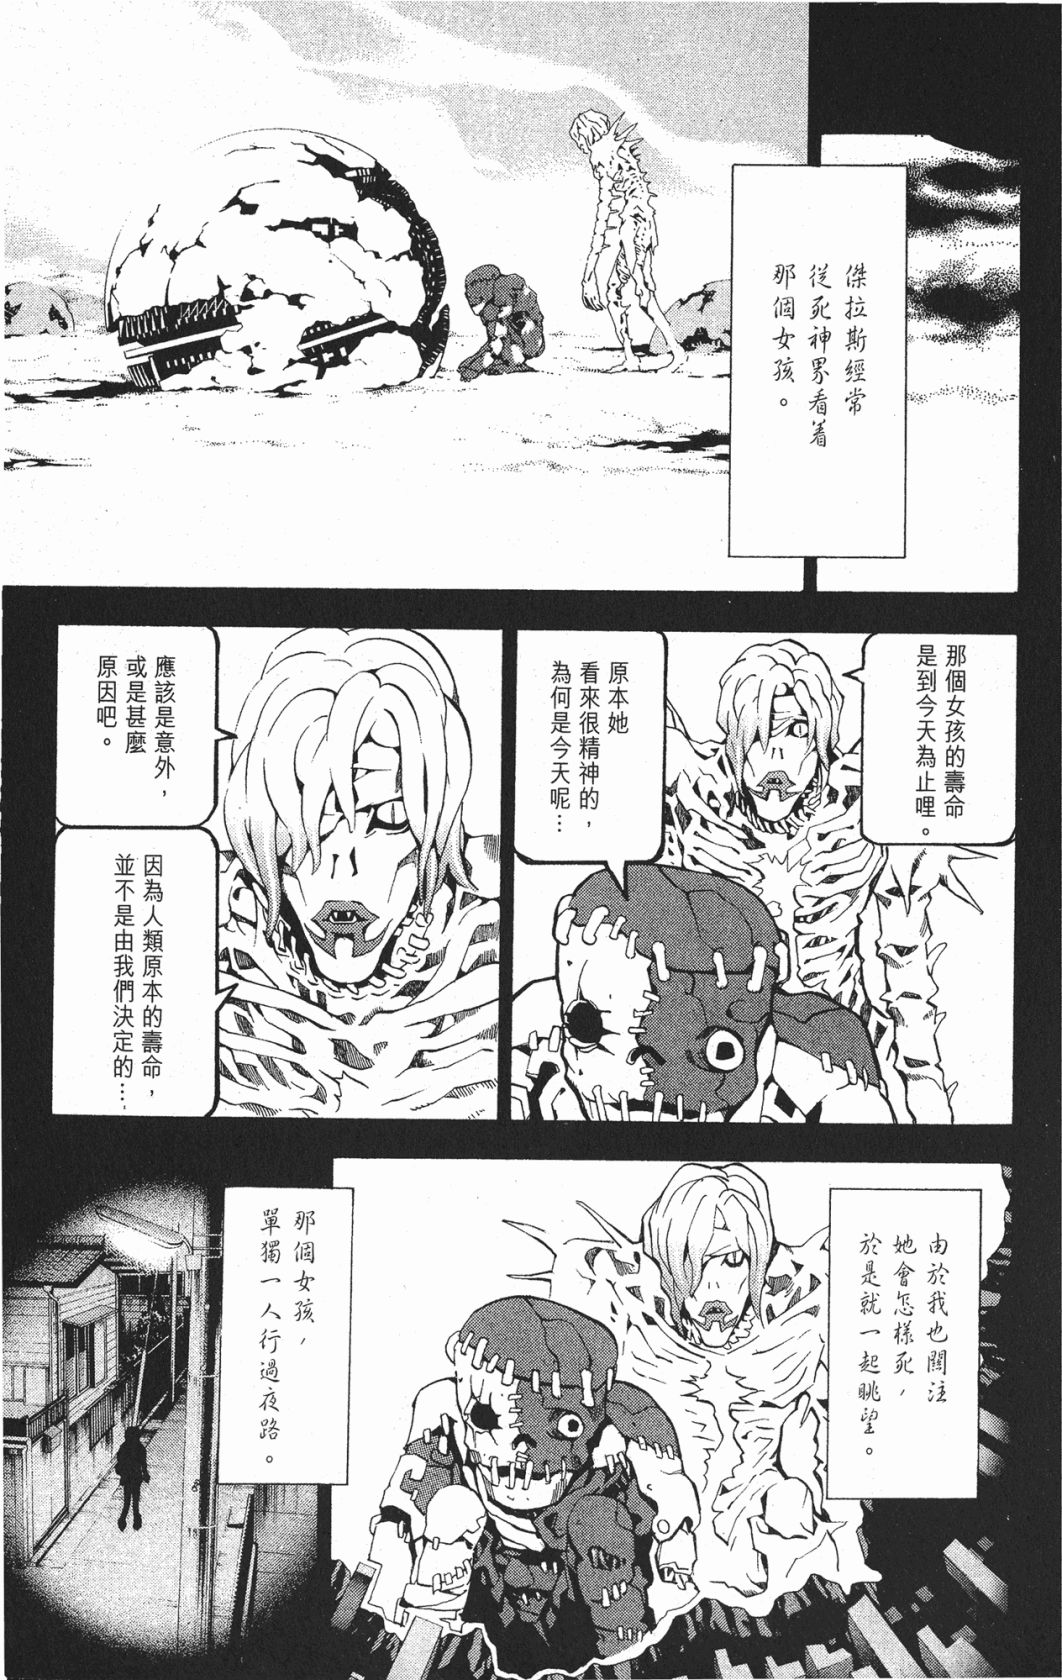 傑拉斯經常
從死神界看著
那個女孩。
那個女孩的壽命
是到今天為止哩。
原本她
看來很精神的，
為何是今天呢…
應該是意外，
或是甚麼
原因吧。
因為人類原本的壽命，
並不是由我們決定的…
由於我也關注
她會怎樣死，
於是就一起眺望。
那個女孩，
單獨一人行過夜路。